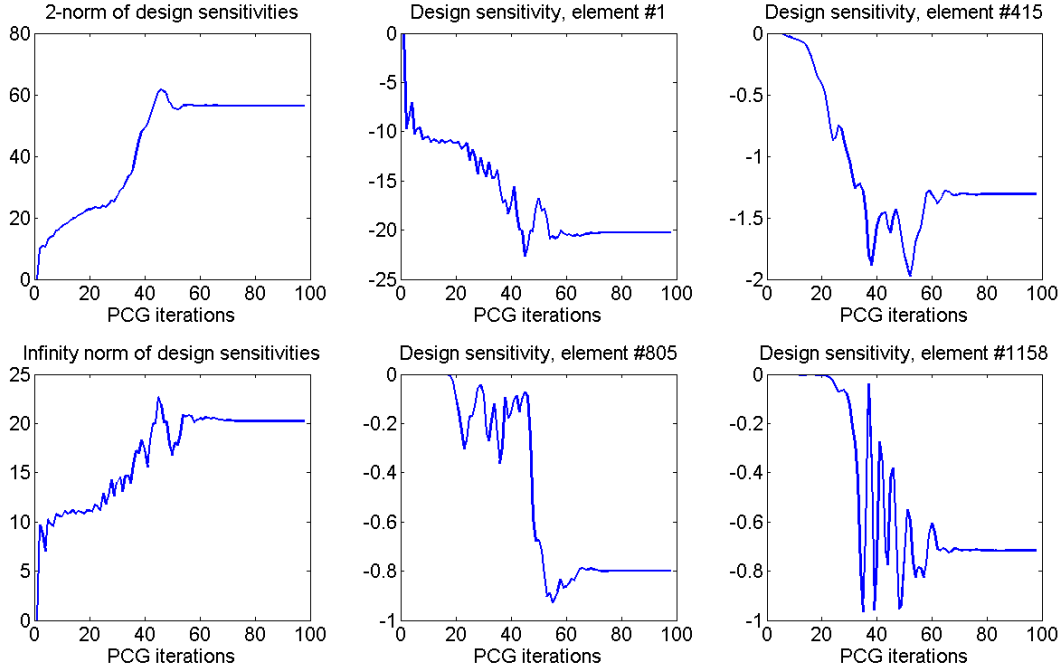 2-norm of design sensitivities
80
60
40
20
0
0 20 40 60 80 100
PCG iterations
Design sensitivity, element #1
0
-5
-10
-15
-20
-25
0 20 40 60 80 100
PCG iterations
Design sensitivity, element #415
0
-0.5
-1
-1.5
-2
0 20 40 60 80 100
PCG iterations
Infinity norm of design sensitivities
25
20
15
10
5
0
0 20 40 60 80 100
PCG iterations
Design sensitivity, element #805
0
-0.2
-0.4
-0.6
-0.8
-1
0 20 40 60 80 100
PCG iterations
Design sensitivity, element #1158
0
-0.2
-0.4
-0.6
-0.8
-1
0 20 40 60 80 100
PCG iterations